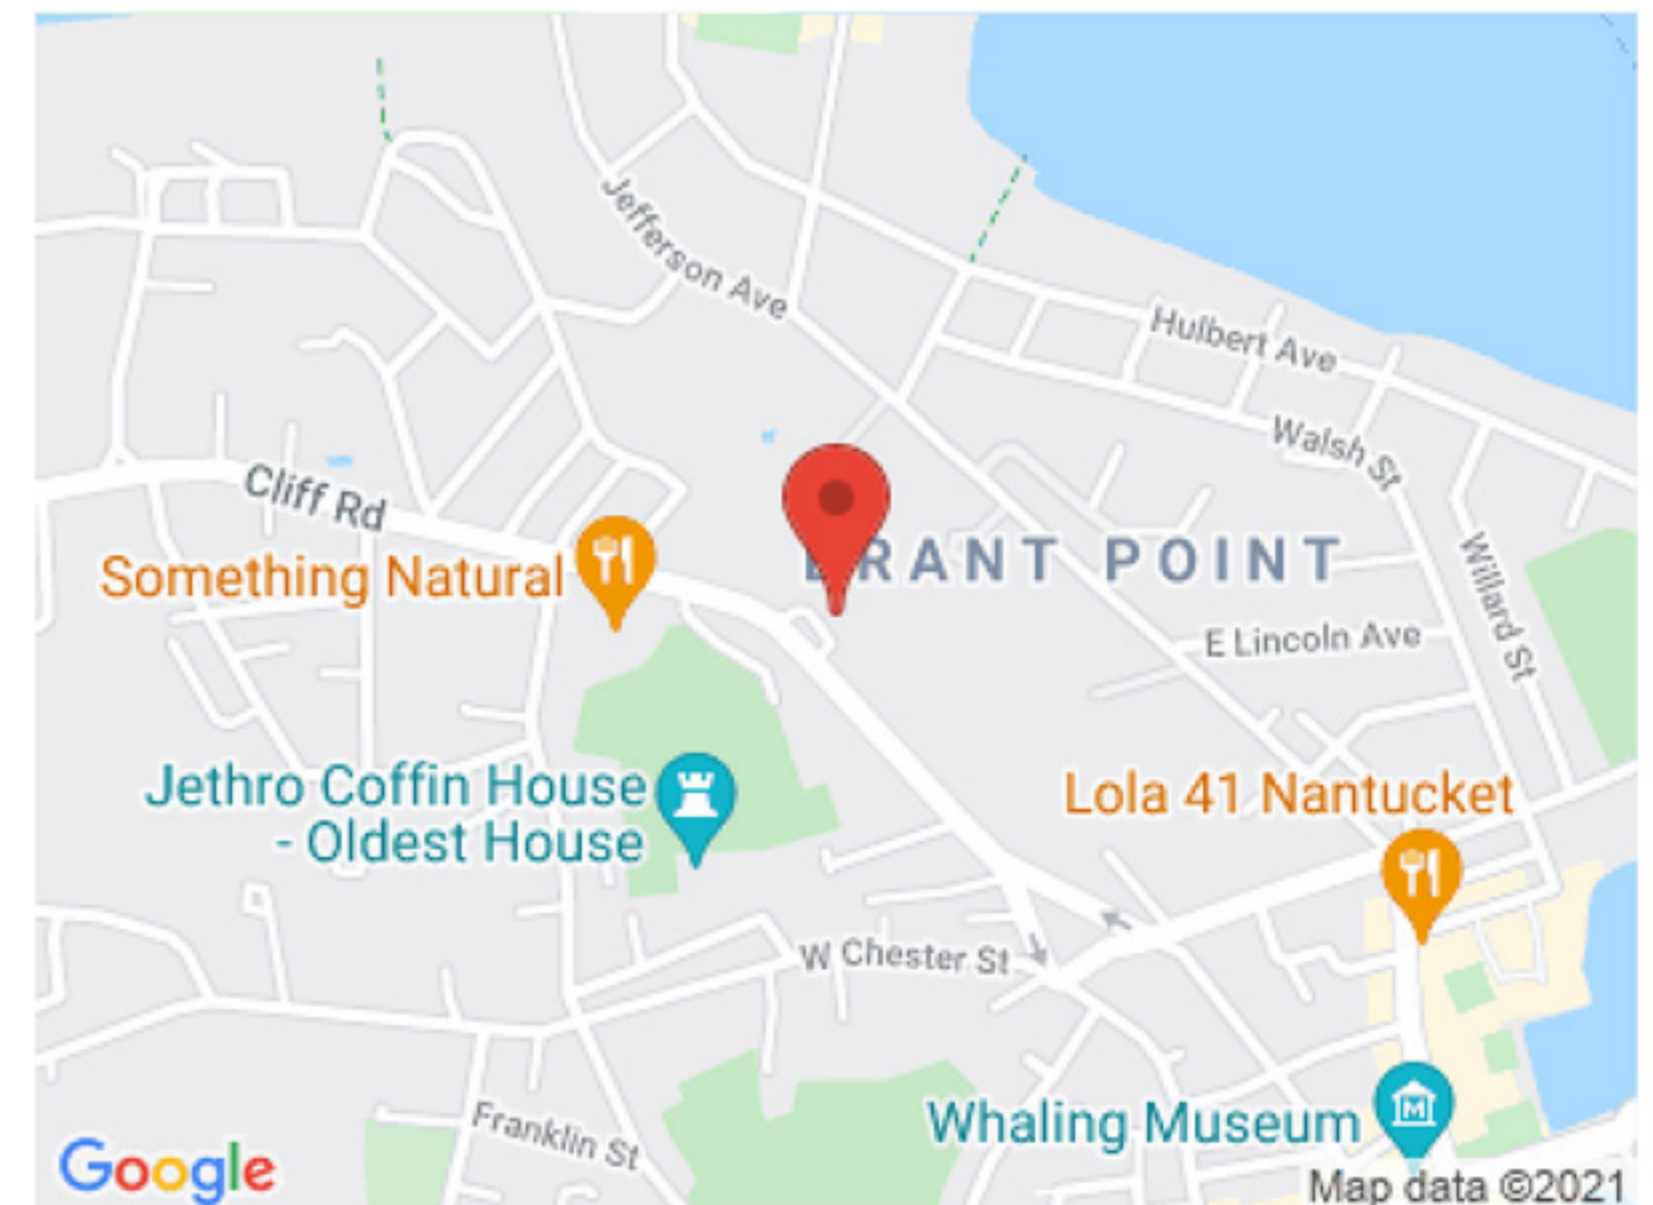 Jefferson Ave
Hulbert Ave
Walsh St
Cliff Rd
Something Natural
BRANT POINT
Willard St
E Lincoln Ave
Jethro Coffin House
- Oldest House
Lola 41 Nantucket
W Chester St
Franklin St
Whaling Museum
M
Google
Map data ©2021